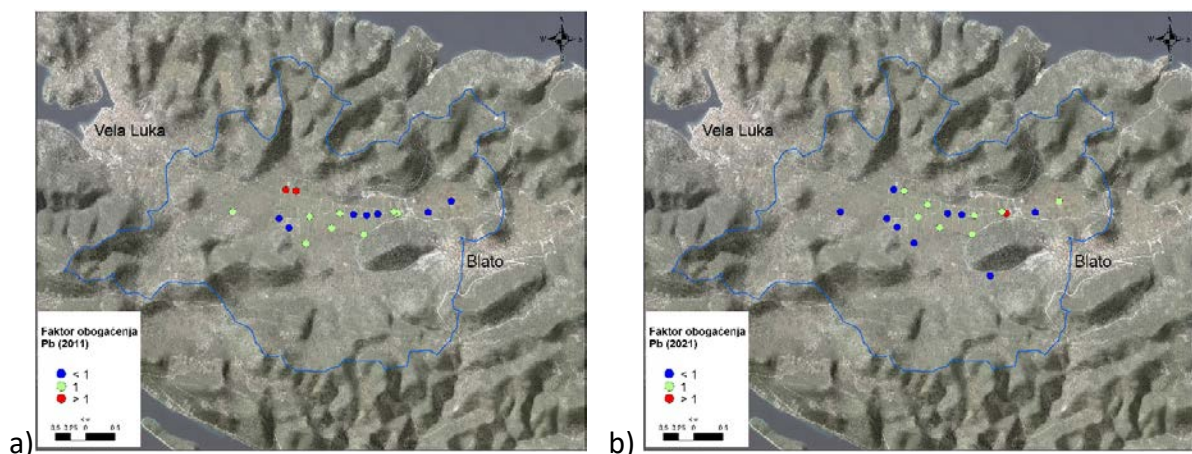 Vela Luka
Blato
Faktor obogaćenja
Pb (2011)
< 1
1
> 1
a)
Vela Luka
Blato
Faktor obogaćenja
Pb (2021)
< 1
1
> 1
b)